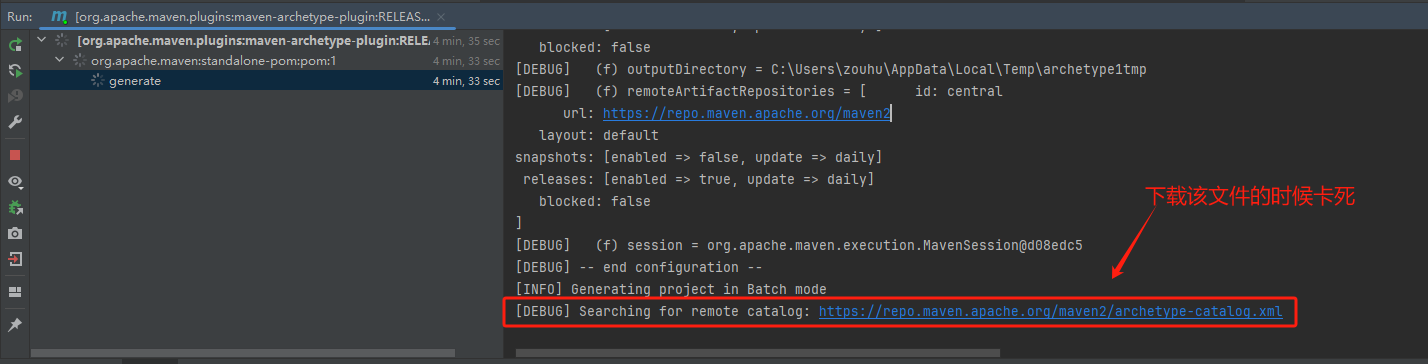 Run:
[org.apache.maven.plugins:maven-archetype-plugin:RELEAS...
[org.apache.maven.plugins:maven-archetype-plugin:RELE 4 min, 35 sec
org.apache.maven:standalone-pom:pom:1 4 min, 33 sec
generate 4 min, 33 sec
blocked: false
[DEBUG] (f) outputDirectory = C:\Users\zouhu\AppData\Local\Temp\archetype1tmp
[DEBUG] (f) remoteArtifactRepositories = [ id: central
url: https://repo.maven.apache.org/maven2
layout: default
snapshots: [enabled => false, update => daily]
releases: [enabled => true, update => daily]
blocked: false
]
下载该文件的时候卡死
[DEBUG] (f) session = org.apache.maven.execution.MavenSession@d08edc5
[DEBUG] -- end configuration --
[INFO] Generating project in Batch mode
[DEBUG] Searching for remote catalog: https://repo.maven.apache.org/maven2/archetype-catalog.xml